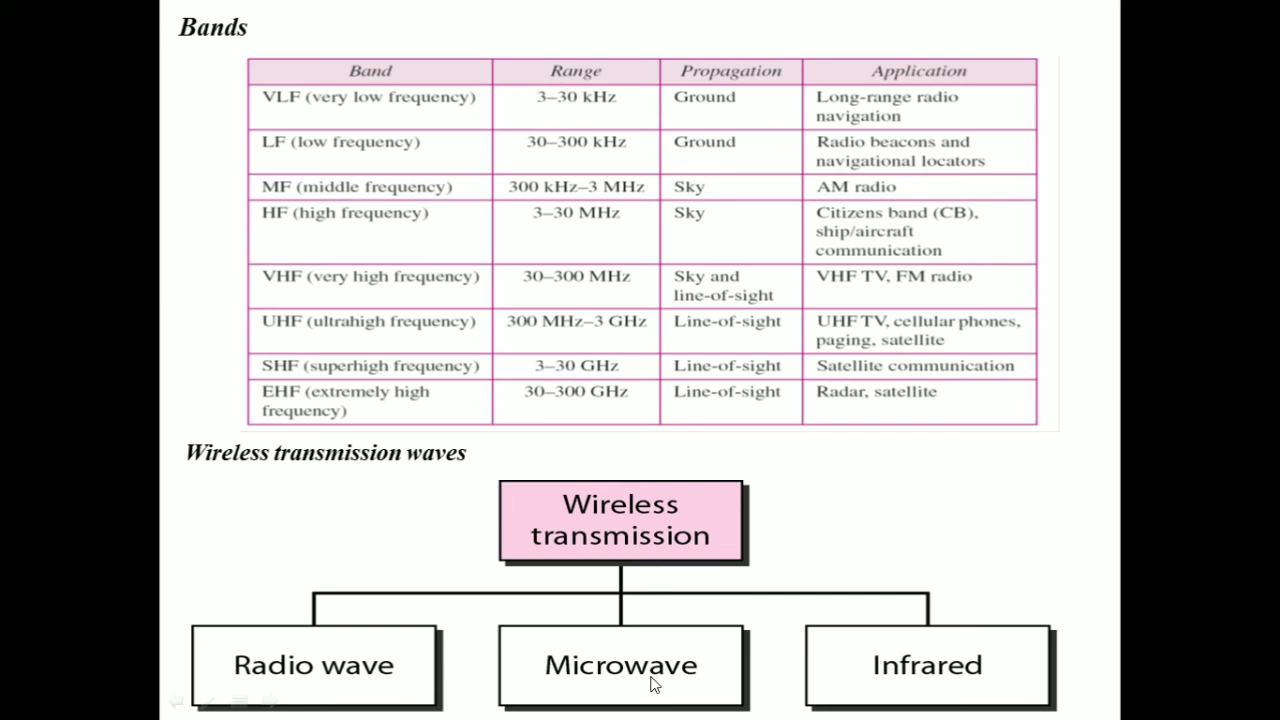 Bands
Band Range Propagation Application
VLF (very low frequency) 3–30 kHz Ground Long-range radio
navigation
LF (low frequency) 30–300 kHz Ground Radio beacons and
navigational locators
MF (middle frequency) 300 kHz–3 MHz Sky AM radio
HF (high frequency) 3–30 MHz Sky Citizens band (CB),
ship/aircraft
communication
VHF (very high frequency) 30–300 MHz Sky and VHF TV, FM radio
line-of-sight
UHF (ultrahigh frequency) 300 MHz–3 GHz Line-of-sight UHF TV, cellular phones,
paging, satellite
SHF (superhigh frequency) 3–30 GHz Line-of-sight Satellite communication
EHF (extremely high 30–300 GHz Line-of-sight Radar, satellite
frequency)
Wireless transmission waves
Wireless
transmission
Radio wave Microwave Infrared